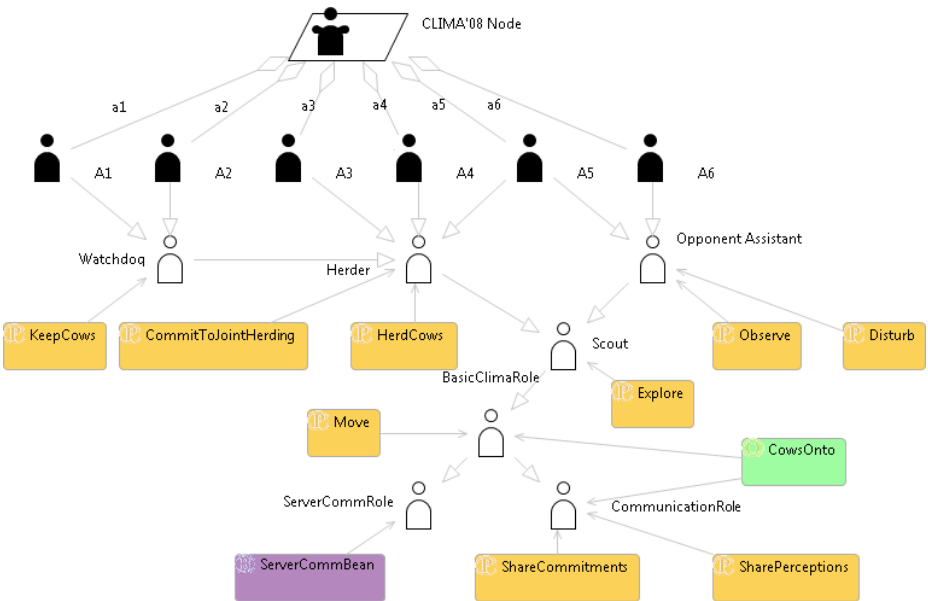 CLIMA'08 Node
a1
a2
a3
a4
a5
a6
A1
A2
A3
A4
A5
A6
Watchdoq
Herder
Opponent Assistant
KeepCows
CommitToJointHerding
HerdCows
Scout
Observe
Disturb
BasicClimaRole
Explore
Move
CowsOnto
ServerCommRole
CommunicationRole
ServerCommBean
ShareCommitments
SharePerceptions